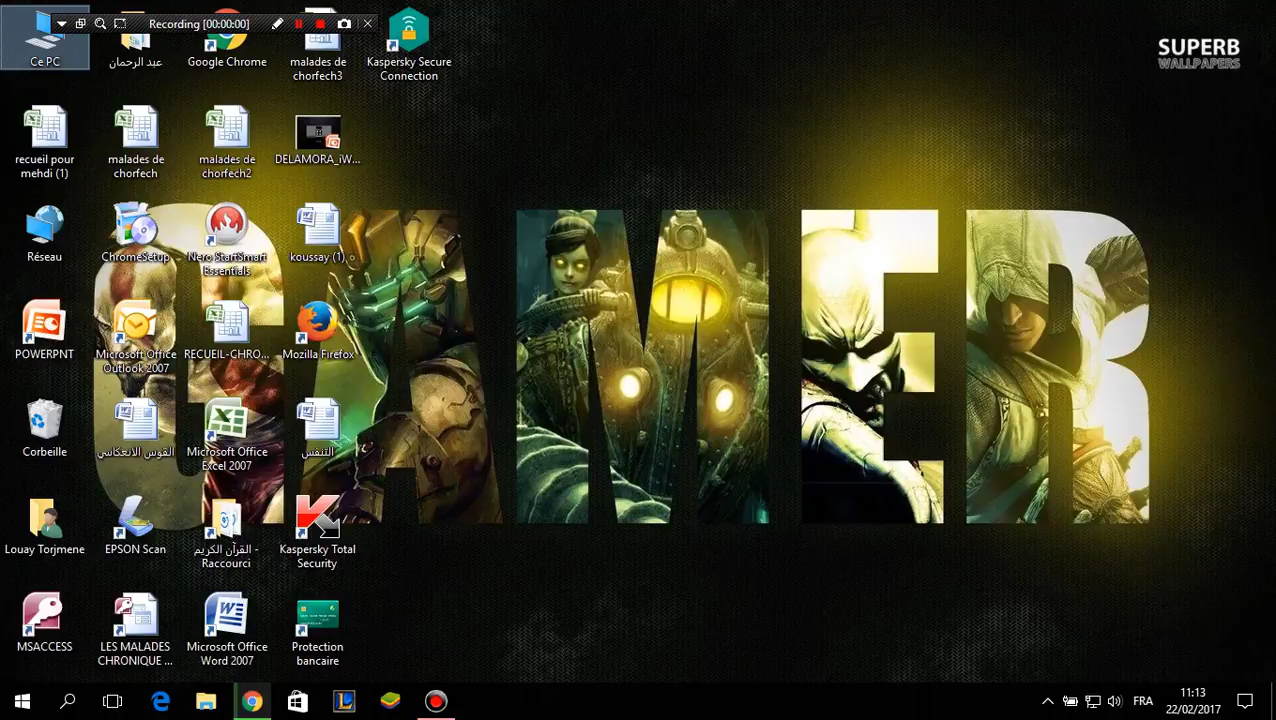 Recording [00:00:00]
Ce PC
عبد الرحمان
Google Chrome
malades de
chorfech3
Kaspersky Secure
Connection
SUPERB
WALLPAPERS
recueil pour
mehdi (1)
malades de
chorfech
malades de
chorfech2
DELAMORA_iW...
Réseau
ChromeSetup
Nero StartSmart
Essentials
koussay (1)
POWERPNT
Microsoft Office
Outlook 2007
RECUEIL-CHRO...
Mozilla Firefox
Corbeille
القوس الانعكاسي
Microsoft Office
Excel 2007
التنفس
Louay Torjmene
EPSON Scan
القرآن الكريم -
Raccourci
Kaspersky Total
Security
MSACCESS
LES MALADES
CHRONIQUE ...
Microsoft Office
Word 2007
Protection
bancaire
GAMER
FRA
11:13
22/02/2017